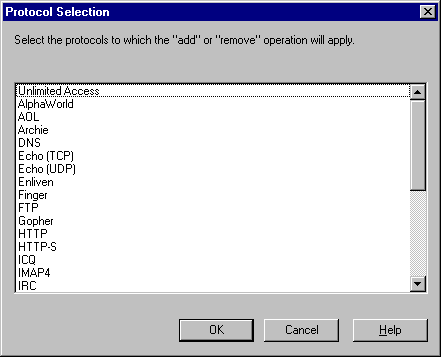 Protocol Selection
Select the protocols to which the "add" or "remove" operation will apply.
Unlimited Access
AlphaWorld
AOL
Archie
DNS
Echo (TCP)
Echo (UDP)
Enliven
Finger
FTP
Gopher
HTTP
HTTP-S
ICQ
IMAP4
IRC
OK Cancel Help